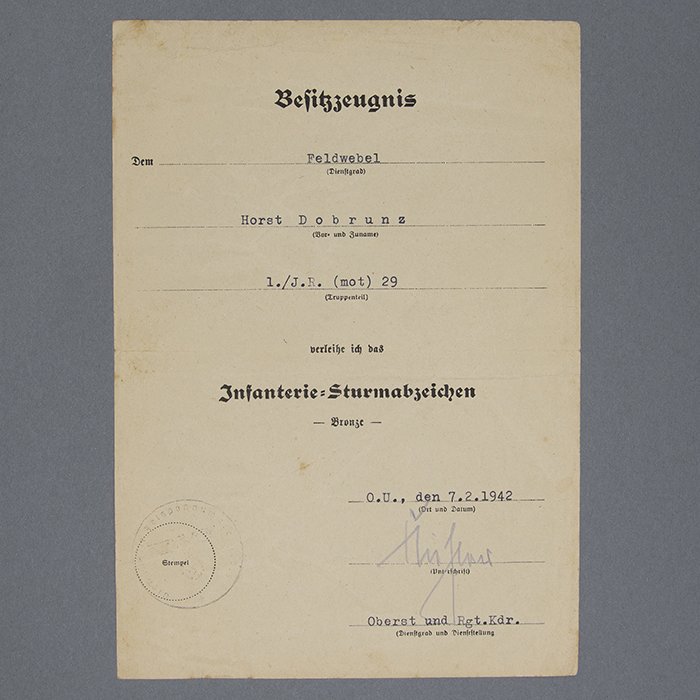 Besitzzeugnis
Dem Feldwebel
(Dienstgrad)
Horst D o b r u n z
(Vor- und Zuname)
1./J.R. (mot) 29
(Truppenteil)
verleihe ich das
Infanterie=Sturmabzeichen
— Bronze —
O.U., den 7.2.1942
(Ort und Datum)
Stempel
(Unterschrift)
Oberst und Rgt.Kdr.
(Dienstgrad und Dienststellung